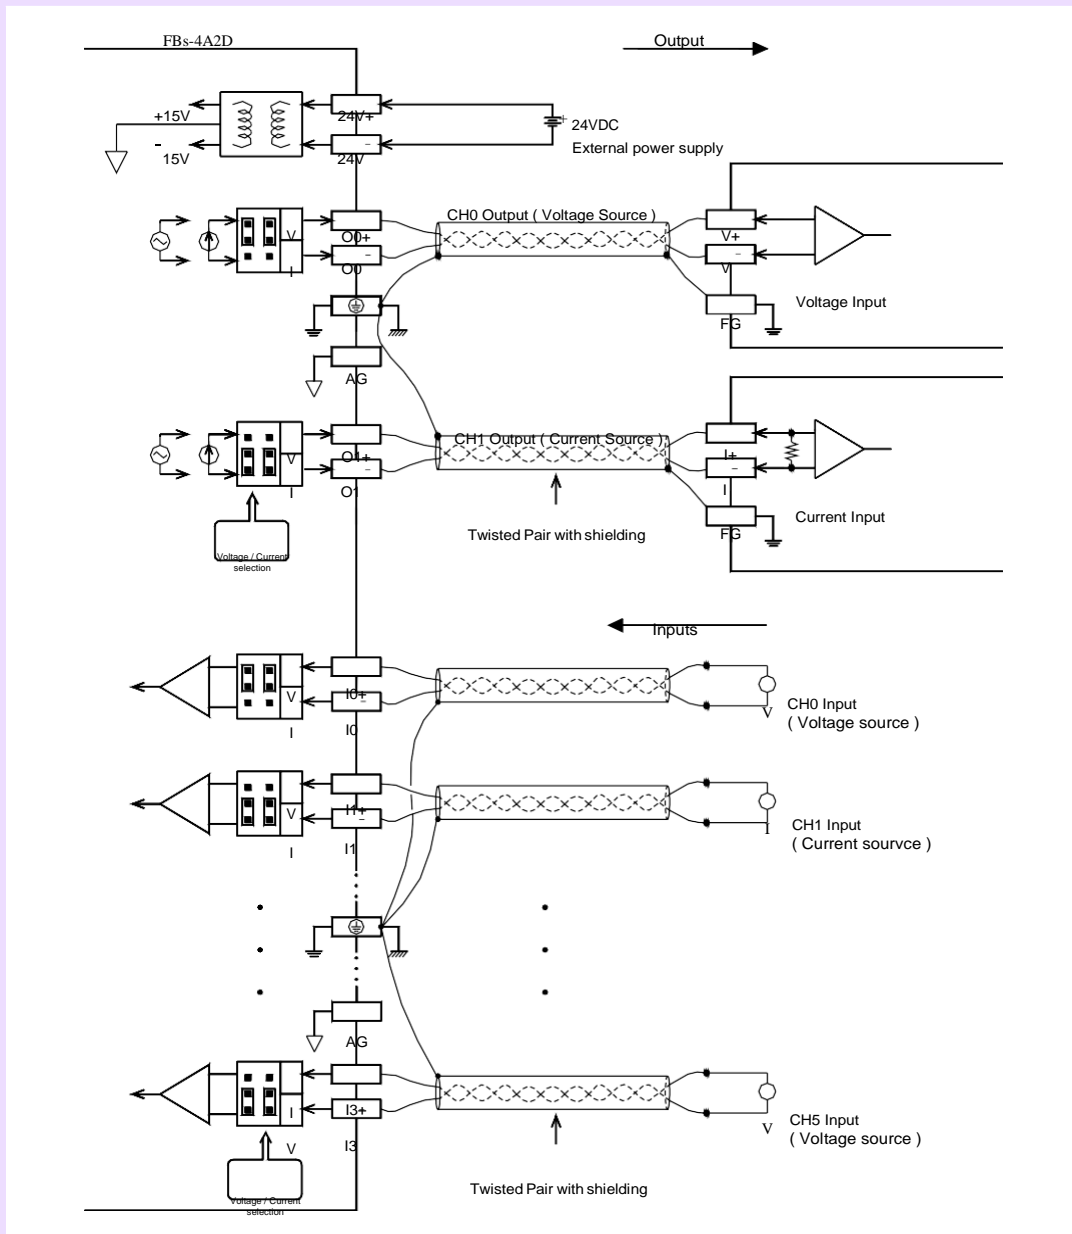 FBs-4A2D
Output
+15V
24V+
24VDC
15V
24V
External power supply
CH0 Output ( Voltage Source )
V
O0+
V+
I
O0
V
Voltage Input
FG
AG
CH1 Output ( Current Source )
V
O1+
I+
I
O1
I
Current Input
FG
Twisted Pair with shielding
Voltage / Current
selection
Inputs
V
I0+
V
CH0 Input
( Voltage source )
I
I0
V
I1+
I
CH1 Input
( Current sourvce )
I
I1
AG
I
I3+
V
CH5 Input
( Voltage source )
V
I3
Twisted Pair with shielding
Voltage / Current
selection